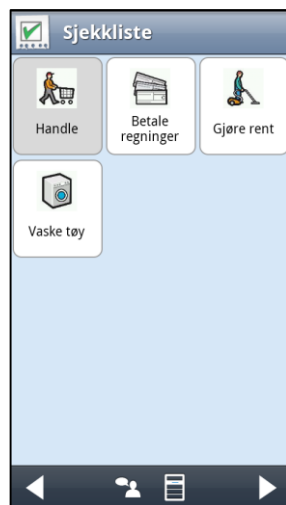 Sjekkliste
Handle
Betale
regninger
Gjøre rent
Vaske tøy